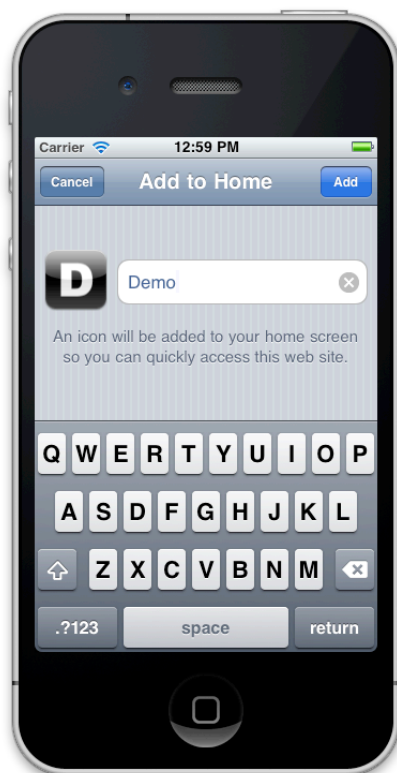 Carrier 12:59 PM
Cancel Add to Home Add
D Demo
An icon will be added to your home screen
so you can quickly access this web site.
Q W E R T Y U I O P
A S D F G H J K L
Z X C V B N M
.?123 space return